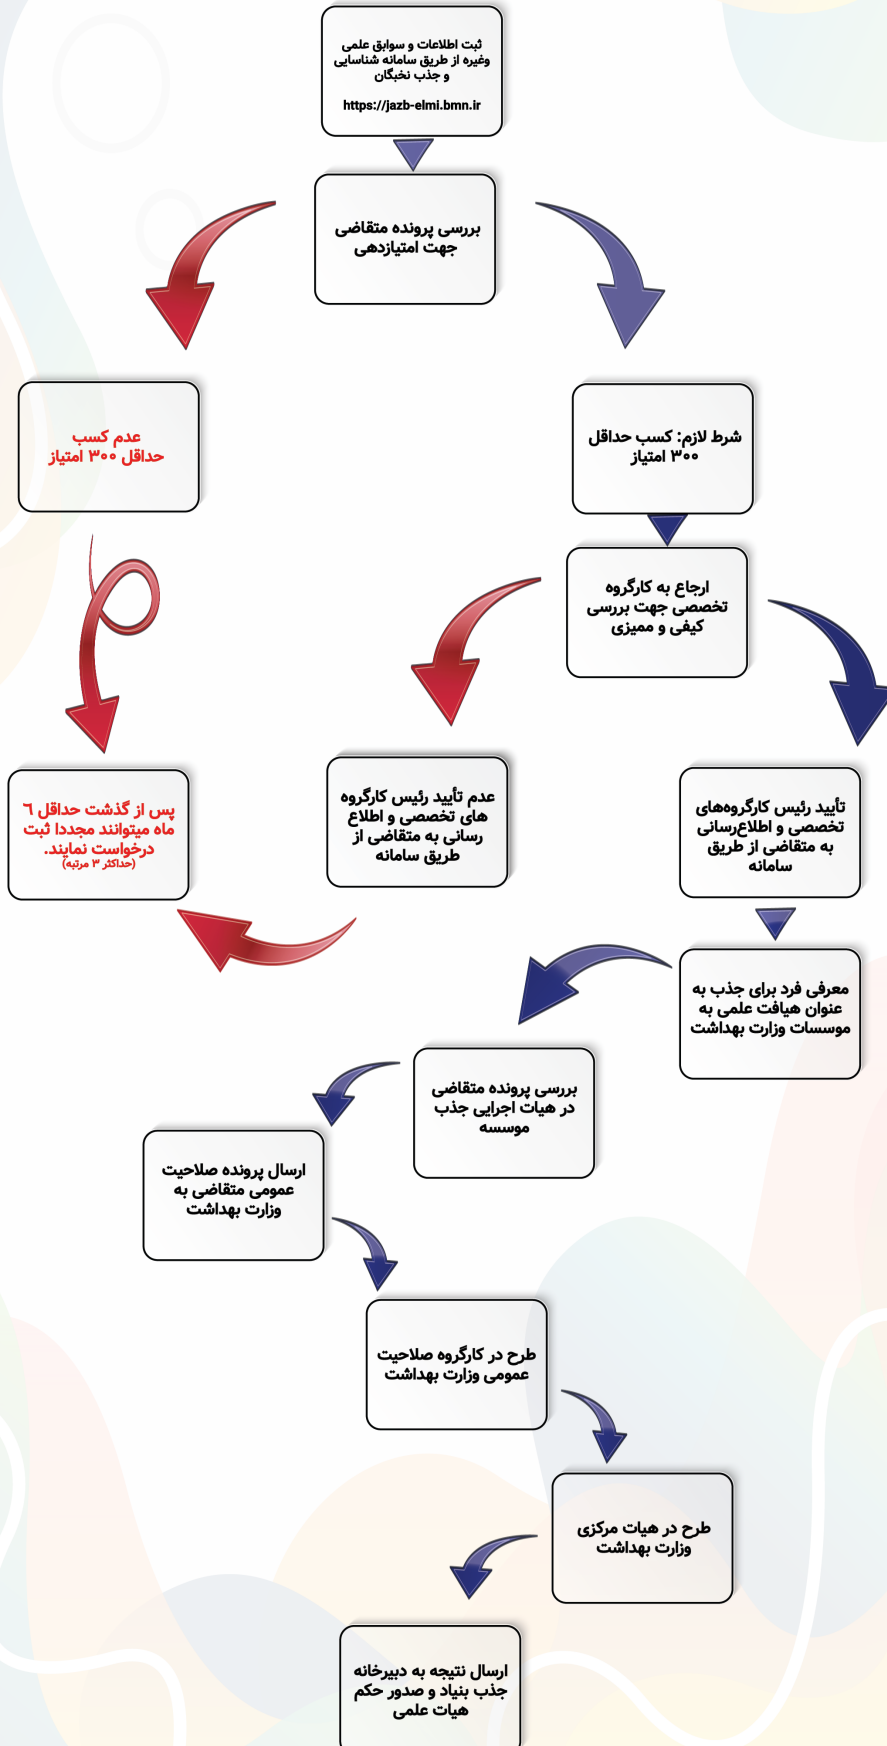 ثبت اطلاعات و سوابق علمی
وغیره از طریق سامانه شناسایی
و جذب نخبگان
https://jazb-elmi.bmn.ir
بررسی پرونده متقاضی
جهت امتیازدهی
شرط لازم: کسب حداقل
۳۰۰ امتیاز
عدم کسب
حداقل ۳۰۰ امتیاز
ارجاع به کارگروه
تخصصی جهت بررسی
کیفی و ممیزی
تأیید رئیس کارگروه‌های
تخصصی و اطلاع‌رسانی
به متقاضی از طریق
سامانه
عدم تأیید رئیس کارگروه
های تخصصی و اطلاع
رسانی به متقاضی از
طریق سامانه
پس از گذشت حداقل ٦
ماه میتوانند مجددا ثبت
درخواست نمایند.
(حداکثر ۳ مرتبه)
معرفی فرد برای جذب به
عنوان هیافت علمی به
موسسات وزارت بهداشت
بررسی پرونده متقاضی
در هیات اجرایی جذب
موسسه
ارسال پرونده صلاحیت
عمومی متقاضی به
وزارت بهداشت
طرح در کارگروه صلاحیت
عمومی وزارت بهداشت
طرح در هیات مرکزی
وزارت بهداشت
ارسال نتیجه به دبیرخانه
جذب بنیاد و صدور حکم
هیات علمی